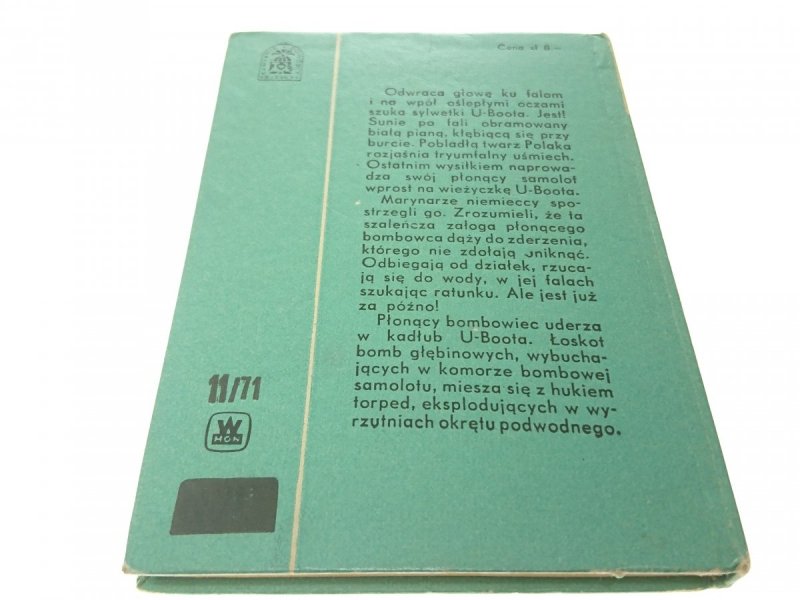 Cena zł 8.–
Odwraca głowę ku falom
i na wpół oślepłymi oczami
szuka sylwetki U-Boota. Jest!
Sunie po fali obramowany
białą pianą, kłębiącą się przy
burcie. Pobladłą twarz Polaka
rozjaśnia tryumfalny uśmiech.
Ostatnim wysiłkiem naprowa-
dza swój płonący samolot
wprost na wieżyczkę U-Boota.
Marynarze niemieccy spo-
strzegli go. Zrozumieli, że ta
szaleńcza załoga płonącego
bombowca dąży do zderzenia,
którego nie zdołają uniknąć.
Odbiegają od działek, rzuca-
ją się do wody, w jej falach
szukając ratunku. Ale jest już
za późno!
Płonący bombowiec uderza
w kadłub U-Boota. Łoskot
bomb głębinowych, wybucha-
jących w komorze bombowej
samolotu, miesza się z hukiem
torped, eksplodujących w wy-
rzutniach okrętu podwodnego.
11/71
W
MON